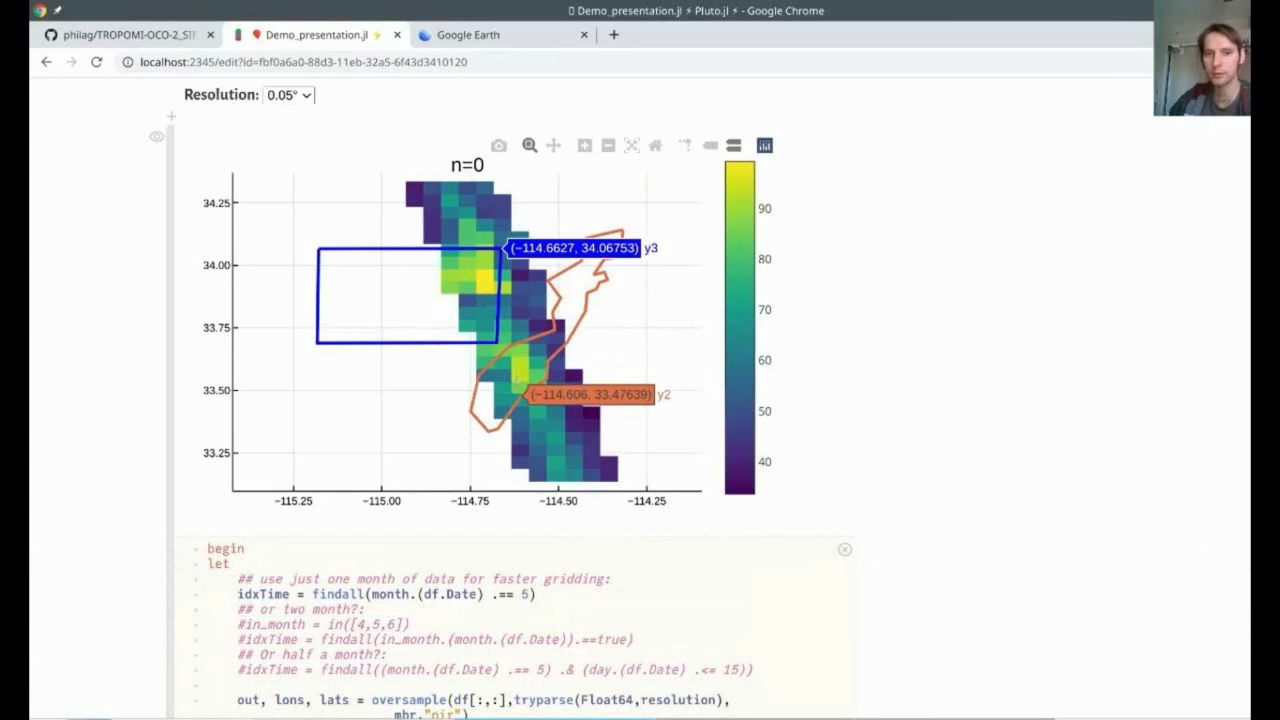 Demo_presentation.jl ⚡ Pluto.jl ⚡ - Google Chrome
philag/TROPOMI-OCO-2_SIF
Demo_presentation.jl ⚡
Google Earth
localhost:2345/edit?id=fbf0a6a0-88d3-11eb-32a5-6f43d3410120
Resolution: 0.05°
n=0
34.25
34.00
33.75
33.50
33.25
(−114.6627, 34.06753) y3
(−114.606, 33.47639) y2
−115.25
−115.00
−114.75
−114.50
−114.25
90
80
70
60
50
40
begin
let
## use just one month of data for faster gridding:
idxTime = findall(month.(df.Date) .== 5)
## or two month?:
#in_month = in([4,5,6])
#idxTime = findall(in_month.(month.(df.Date)).==true)
## Or half a month?:
#idxTime = findall((month.(df.Date) .== 5) .& (day.(df.Date) .<= 15))
out, lons, lats = oversample(df[:,:],tryparse(Float64,resolution),
mbr."nir")